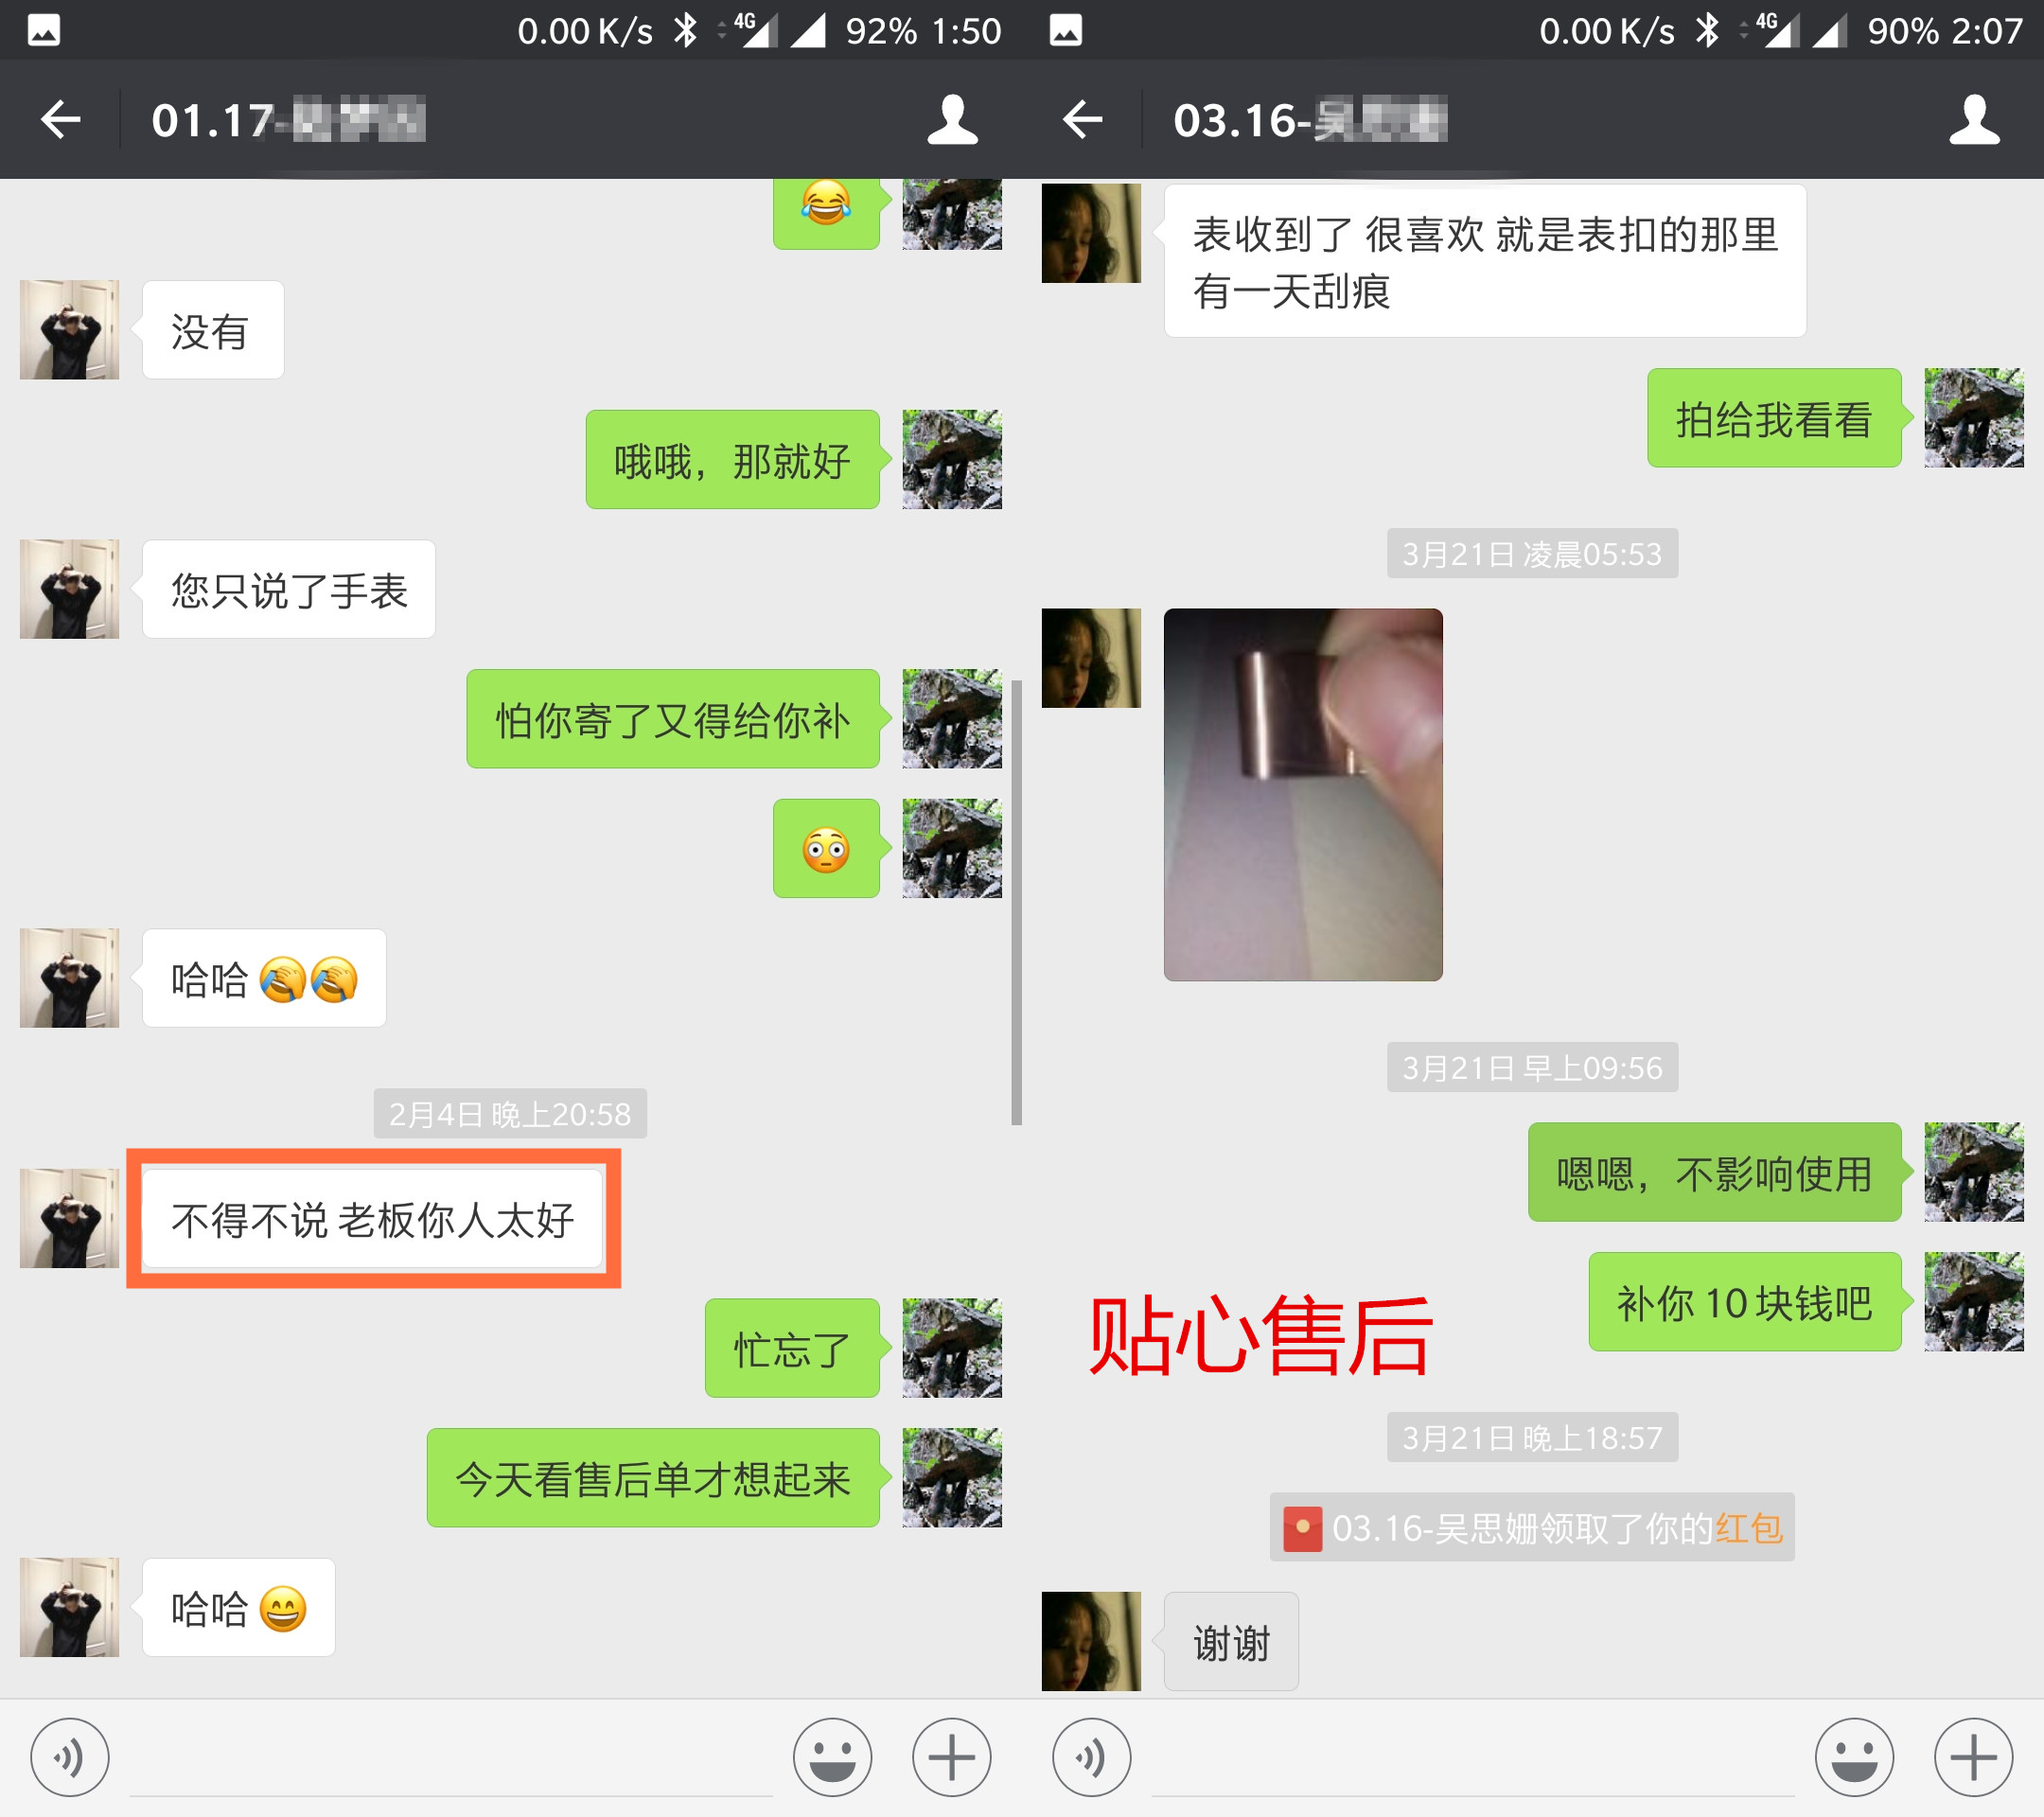 0.00 K/s 4G 92% 1:50
01.17-
😂
没有
哦哦，那就好
您只说了手表
怕你寄了又得给你补
😳
哈哈 🤣🤣
2月4日 晚上20:58
不得不说 老板你人太好
忙忘了
今天看售后单才想起来
哈哈 😄
0.00 K/s 4G 90% 2:07
03.16-吴
表收到了 很喜欢 就是表扣的那里
有一天刮痕
拍给我看看
3月21日 凌晨05:53
3月21日 早上09:56
嗯嗯，不影响使用
补你 10 块钱吧
贴心售后
3月21日 晚上18:57
03.16-吴思姗领取了你的红包
谢谢